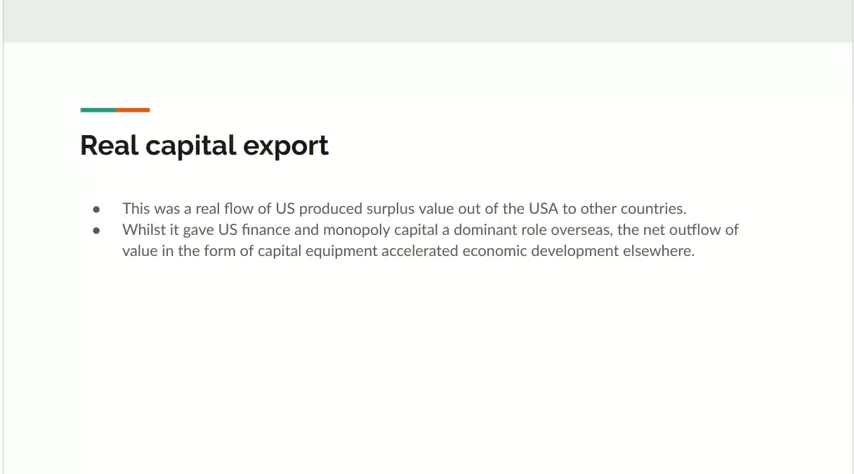 Real capital export
● This was a real flow of US produced surplus value out of the USA to other countries.
● Whilst it gave US finance and monopoly capital a dominant role overseas, the net outflow of
value in the form of capital equipment accelerated economic development elsewhere.